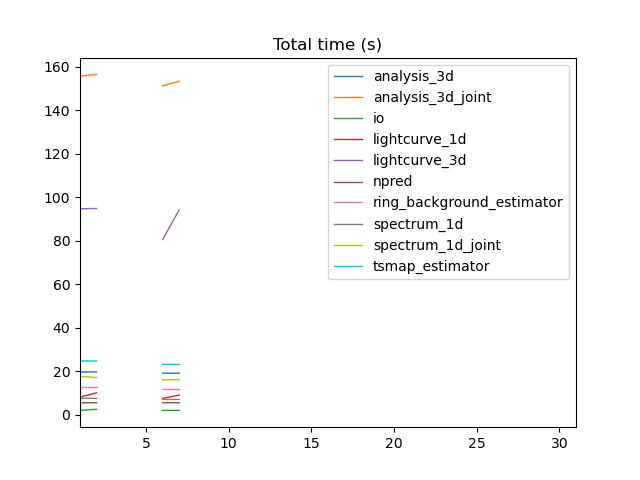 Total time (s)
160
140
120
100
80
60
40
20
0
5
10
15
20
25
30
analysis_3d
analysis_3d_joint
io
lightcurve_1d
lightcurve_3d
npred
ring_background_estimator
spectrum_1d
spectrum_1d_joint
tsmap_estimator